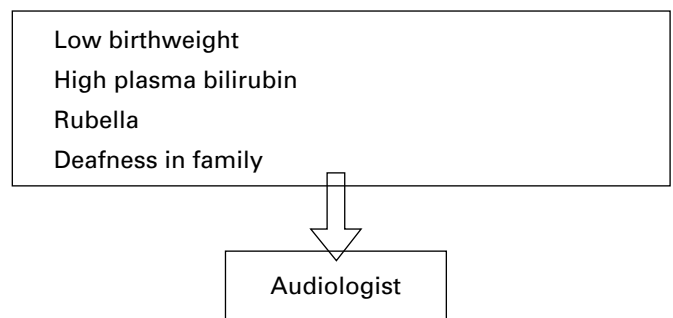 Low birthweight
High plasma bilirubin
Rubella
Deafness in family
Audiologist